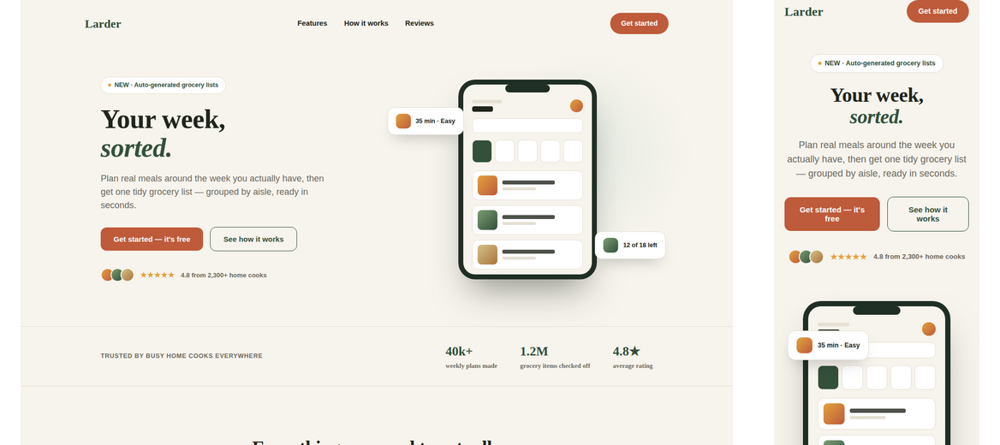 Larder
Features
How it works
Reviews
Get started
NEW · Auto-generated grocery lists
Your week,
sorted.
Plan real meals around the week you actually have, then
get one tidy grocery list — grouped by aisle, ready in
seconds.
Get started — it's free
See how it works
★★★★★ 4.8 from 2,300+ home cooks
35 min · Easy
12 of 18 left
TRUSTED BY BUSY HOME COOKS EVERYWHERE
40k+
weekly plans made
1.2M
grocery items checked off
4.8★
average rating
Larder
Get started
NEW · Auto-generated grocery lists
Your week,
sorted.
Plan real meals around the week you actually have, then get one tidy grocery list
— grouped by aisle, ready in seconds.
Get started — it's
free
See how it
works
★★★★★ 4.8 from 2,300+ home cooks
35 min · Easy